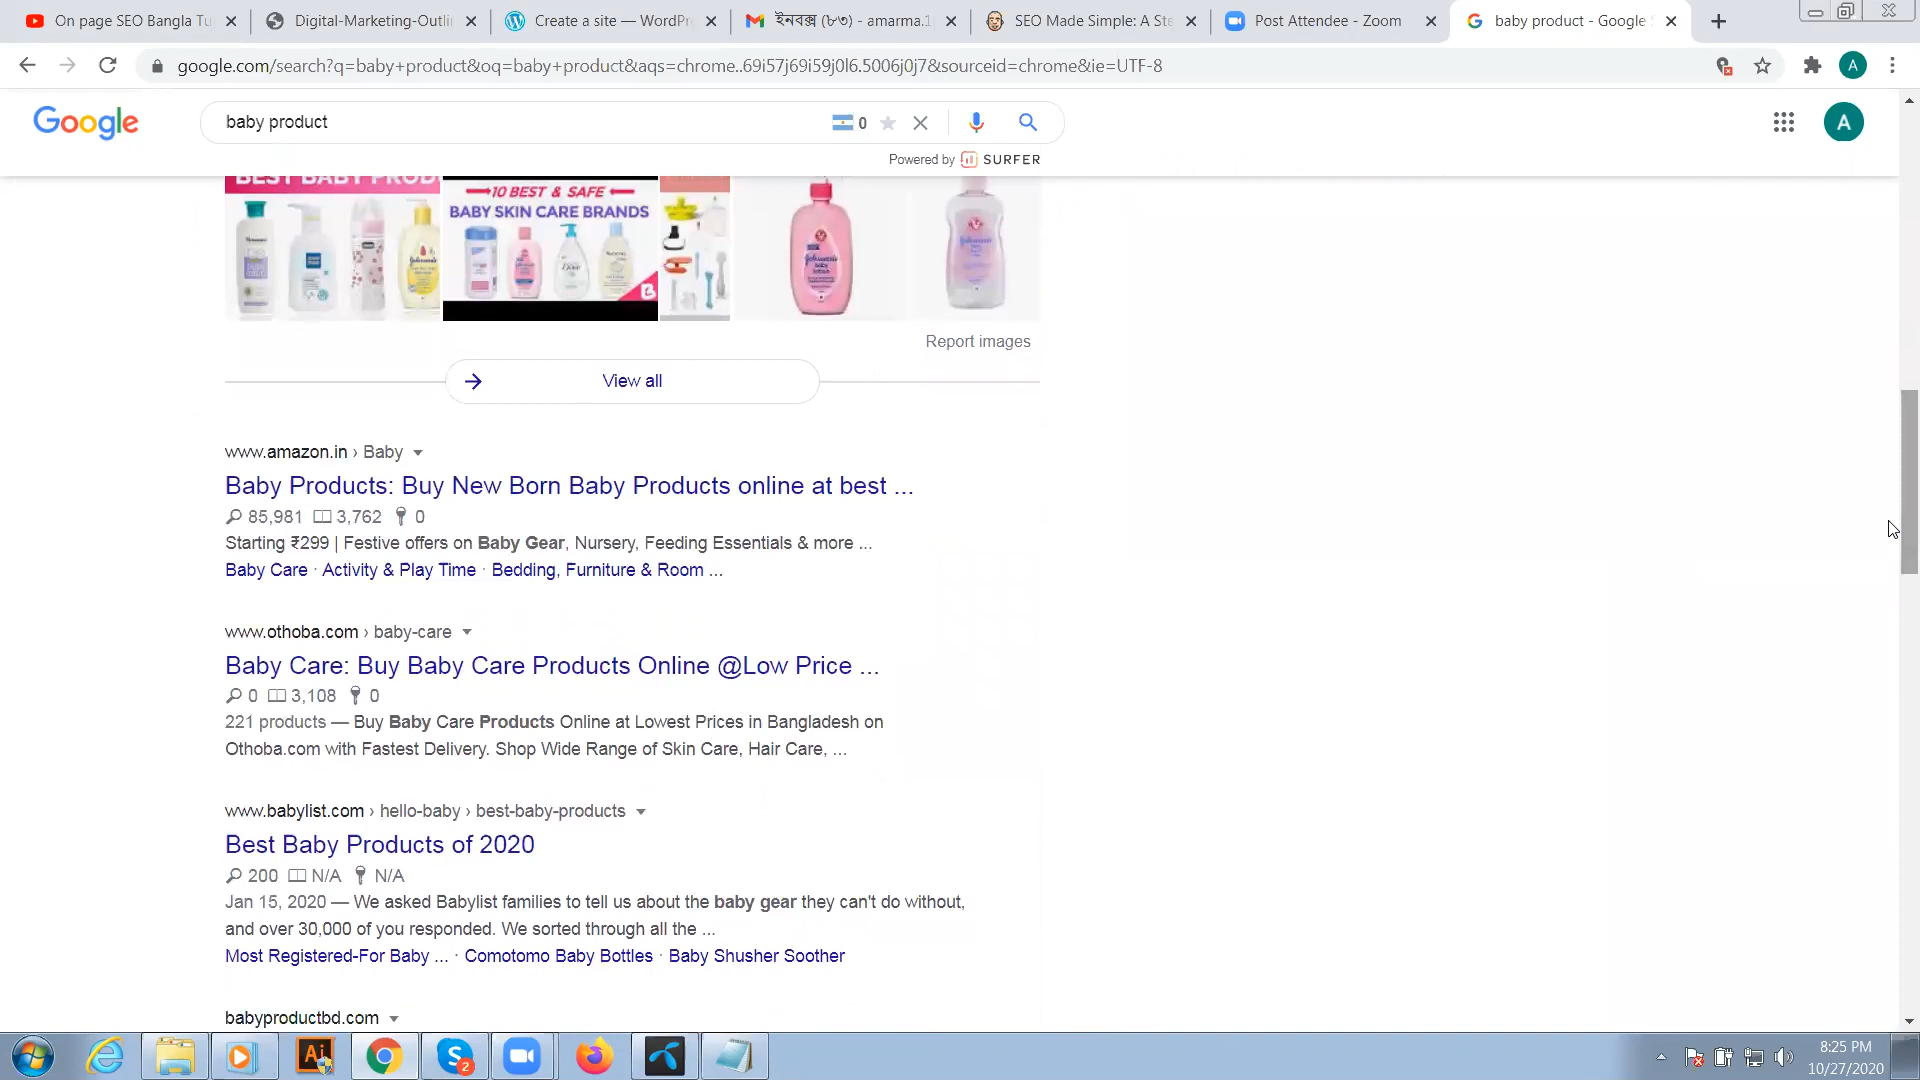 On page SEO Bangla Tu
Digital-Marketing-Outli
Create a site — WordPr
ইনবক্স (৮৩) - amarma.1
SEO Made Simple: A Ste
Post Attendee - Zoom
baby product - Google S
google.com/search?q=baby+product&oq=baby+product&aqs=chrome..69i57j69i59j0l6.5006j0j7&sourceid=chrome&ie=UTF-8
A
Google
baby product
0
A
Powered by SURFER
BEST BABY PROD
10 BEST & SAFE
BABY SKIN CARE BRANDS
Report images
View all
www.amazon.in › Baby
Baby Products: Buy New Born Baby Products online at best ...
85,981 3,762 0
Starting ₹299 | Festive offers on Baby Gear, Nursery, Feeding Essentials & more ...
Baby Care · Activity & Play Time · Bedding, Furniture & Room ...
www.othoba.com › baby-care
Baby Care: Buy Baby Care Products Online @Low Price ...
0 3,108 0
221 products — Buy Baby Care Products Online at Lowest Prices in Bangladesh on
Othoba.com with Fastest Delivery. Shop Wide Range of Skin Care, Hair Care, ...
www.babylist.com › hello-baby › best-baby-products
Best Baby Products of 2020
200 N/A N/A
Jan 15, 2020 — We asked Babylist families to tell us about the baby gear they can't do without,
and over 30,000 of you responded. We sorted through all the ...
Most Registered-For Baby ... · Comotomo Baby Bottles · Baby Shusher Soother
babyproductbd.com
Ai
S
2
8:25 PM
10/27/2020